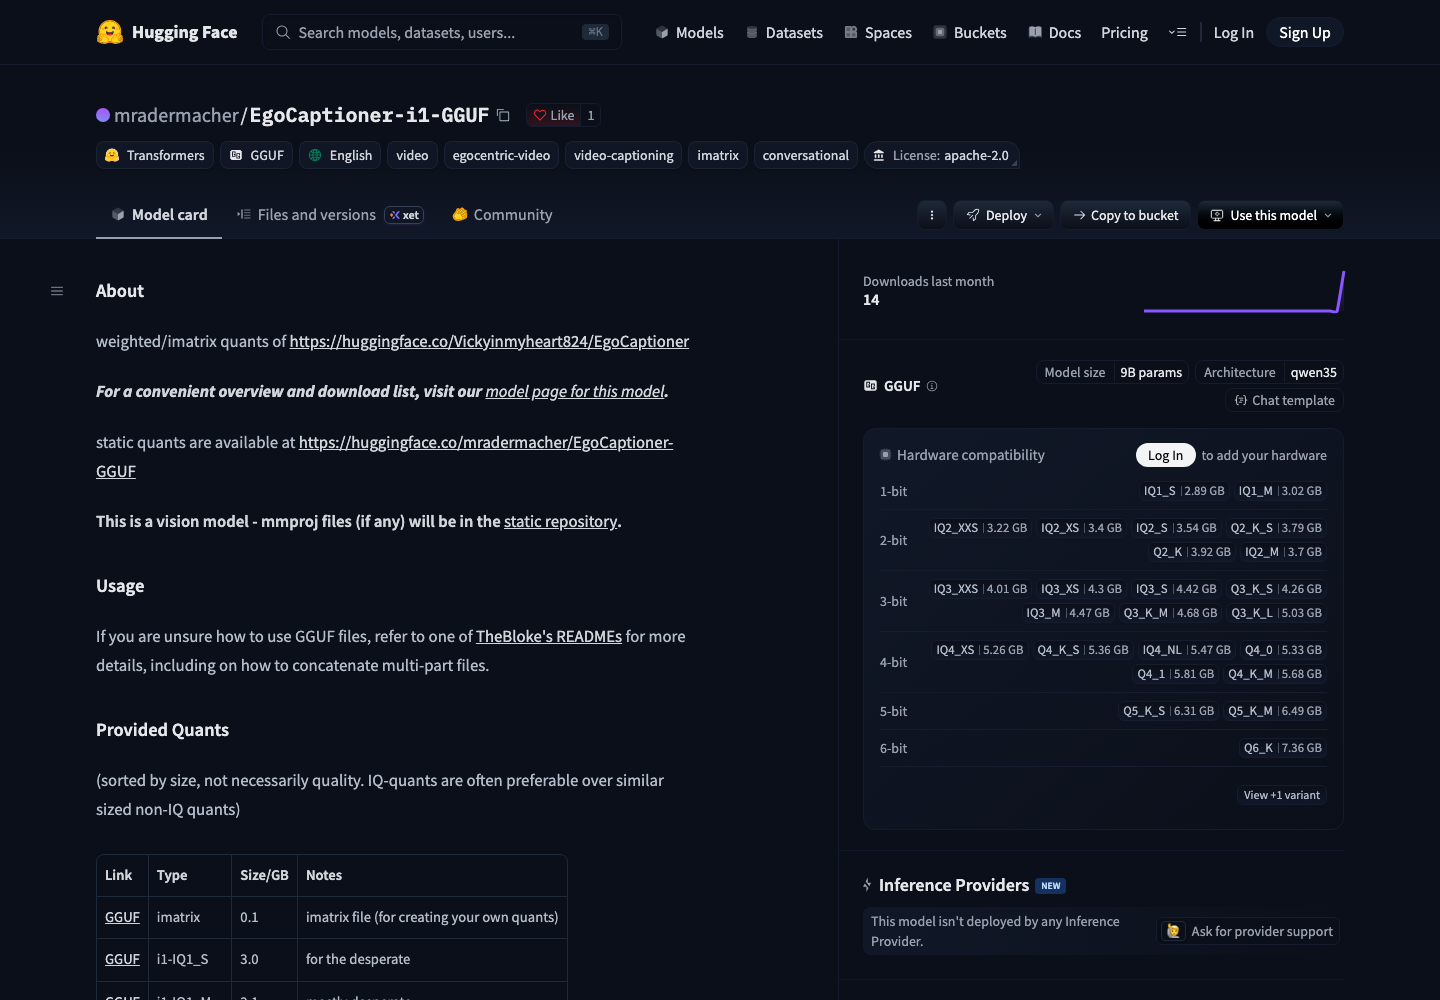 Hugging Face
Search models, datasets, users...
⌘K
Models
Datasets
Spaces
Buckets
Docs
Pricing
Log In
Sign Up
mradermacher/EgoCaptioner-i1-GGUF
Like
1
Transformers
GGUF
English
video
egocentric-video
video-captioning
imatrix
conversational
License: apache-2.0
Model card
Files and versions
xet
Community
Deploy
Copy to bucket
Use this model
About
weighted/imatrix quants of https://huggingface.co/Vickyinmyheart824/EgoCaptioner
For a convenient overview and download list, visit our model page for this model.
static quants are available at https://huggingface.co/mradermacher/EgoCaptioner-
GGUF
This is a vision model - mmproj files (if any) will be in the static repository.
Usage
If you are unsure how to use GGUF files, refer to one of TheBloke's READMEs for more
details, including on how to concatenate multi-part files.
Provided Quants
(sorted by size, not necessarily quality. IQ-quants are often preferable over similar
sized non-IQ quants)
Link Type Size/GB Notes
GGUF imatrix 0.1 imatrix file (for creating your own quants)
GGUF i1-IQ1_S 3.0 for the desperate
GGUF i1-IQ1_M 3.1 mostly desperate
Downloads last month
14
GGUF
Model size 9B params
Architecture qwen35
Chat template
Hardware compatibility
Log In to add your hardware
1-bit
IQ1_S 2.89 GB IQ1_M 3.02 GB
2-bit
IQ2_XXS 3.22 GB IQ2_XS 3.4 GB IQ2_S 3.54 GB Q2_K_S 3.79 GB
Q2_K 3.92 GB IQ2_M 3.7 GB
3-bit
IQ3_XXS 4.01 GB IQ3_XS 4.3 GB IQ3_S 4.42 GB Q3_K_S 4.26 GB
IQ3_M 4.47 GB Q3_K_M 4.68 GB Q3_K_L 5.03 GB
4-bit
IQ4_XS 5.26 GB Q4_K_S 5.36 GB IQ4_NL 5.47 GB Q4_0 5.33 GB
Q4_1 5.81 GB Q4_K_M 5.68 GB
5-bit
Q5_K_S 6.31 GB Q5_K_M 6.49 GB
6-bit
Q6_K 7.36 GB
View +1 variant
Inference Providers
NEW
This model isn't deployed by any Inference
Provider.
Ask for provider support